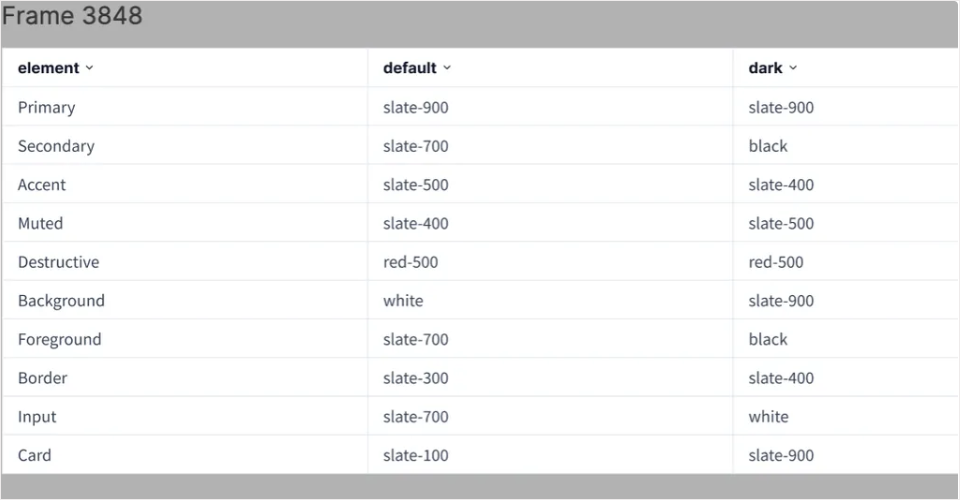 Frame 3848
element default dark
Primary slate-900 slate-900
Secondary slate-700 black
Accent slate-500 slate-400
Muted slate-400 slate-500
Destructive red-500 red-500
Background white slate-900
Foreground slate-700 black
Border slate-300 slate-400
Input slate-700 white
Card slate-100 slate-900